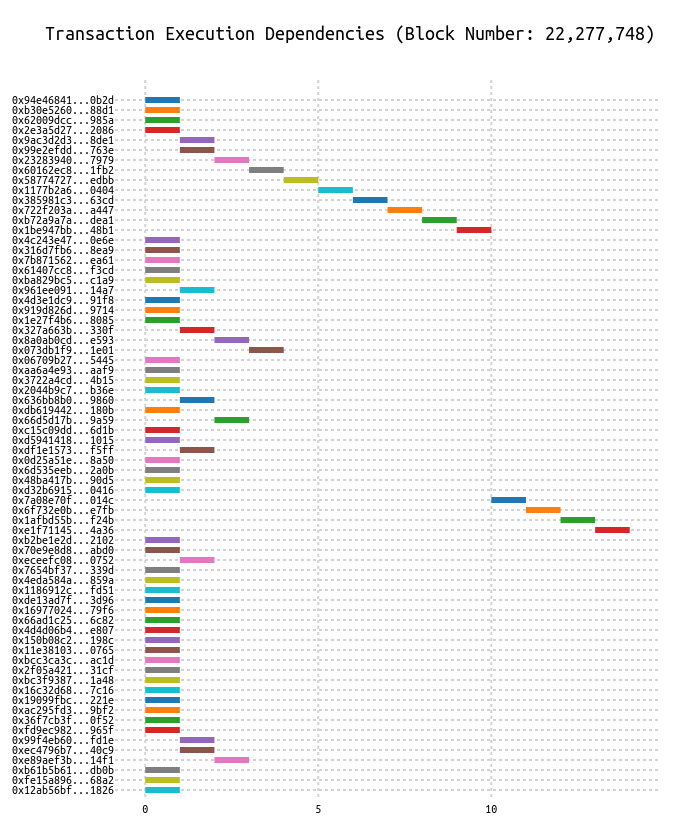 Transaction Execution Dependencies (Block Number: 22,277,748)
0x94e46841...0b2d
0xb30e5260...88d1
0x62009dcc...985a
0x2e3a5d27...2086
0x9ac3d2d3...8de1
0x99e2efdd...763e
0x23283940...7979
0x60162ec8...1fb2
0x58774727...edbb
0x1177b2a6...0404
0x385981c3...63cd
0x722f203a...a447
0xb72a9a7a...dea1
0x1be947bb...48b1
0x4c243e47...0e6e
0x316d7fb6...8ea9
0x7b871562...ea61
0x61407cc8...f3cd
0xba829bc5...c1a9
0x961ee091...14a7
0x4d3e1dc9...91f8
0x919d826d...9714
0x1e27f4b6...8085
0x327a663b...330f
0x8a0ab0cd...e593
0x073db1f9...1e01
0x06709b27...5445
0xaa6a4e93...aaf9
0x3722a4cd...4b15
0x2044b9c7...b36e
0x636bb8b0...9860
0xdb619442...180b
0x66d5d17b...9a59
0xc15c09dd...6d1b
0xd5941418...1015
0xdf1e1573...f5ff
0x0d25a51e...8a50
0x6d535eeb...2a0b
0x48ba417b...90d5
0xd32b6915...0416
0x7a08e70f...014c
0x6f732e0b...e7fb
0x1afbd55b...f24b
0xe1f71145...4a36
0xb2be1e2d...2102
0x70e9e8d8...abd0
0xeceefc08...0752
0x7654bf37...339d
0x4eda584a...859a
0x1186912c...fd51
0xde13ad7f...3d96
0x16977024...79f6
0x66ad1c25...6c82
0x4d4d06b4...e807
0x150b08c2...198c
0x11e38103...0765
0xbcc3ca3c...ac1d
0x2f05a421...31cf
0xbc3f9387...1a48
0x16c32d68...7c16
0x19099fbc...221e
0xac295fd3...9bf2
0x36f7cb3f...0f52
0xfd9ec982...965f
0x99f4eb60...fd1e
0xec4796b7...40c9
0xe89aef3b...14f1
0xb61b5b61...db0b
0xfe15a896...68a2
0x12ab56bf...1826
0 5 10